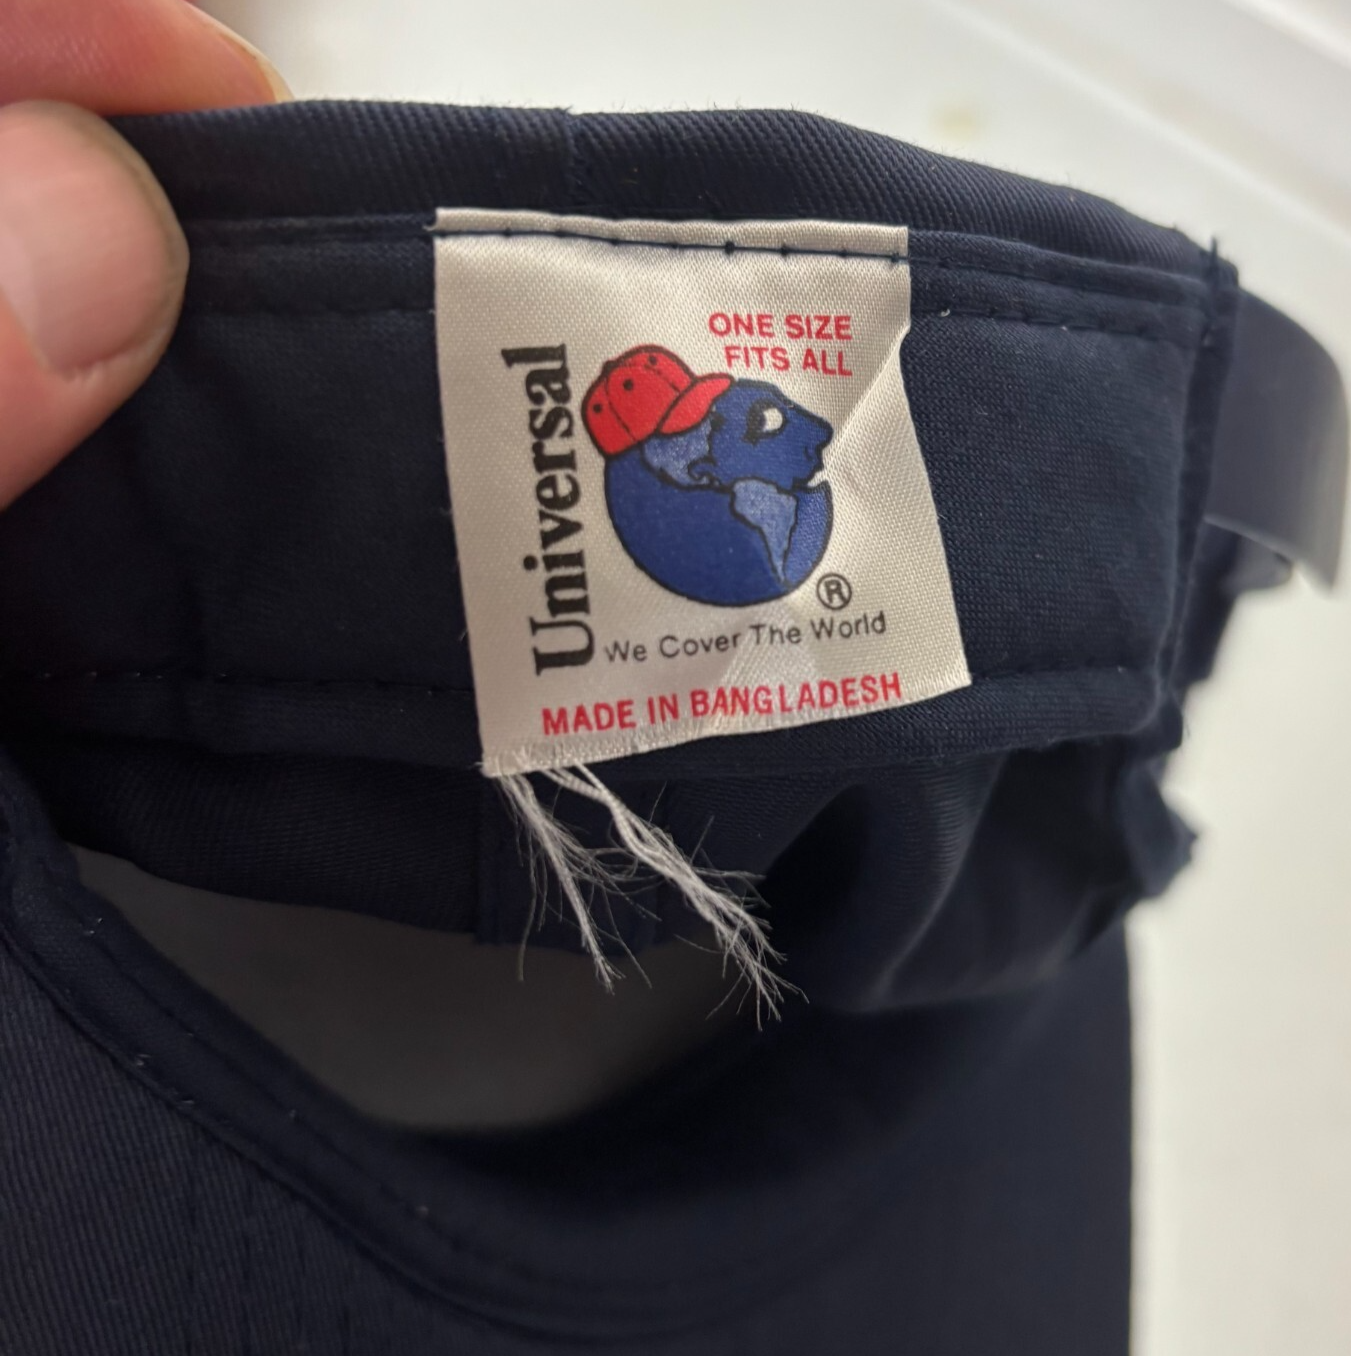 ONE SIZE
FITS ALL
Universal
®
We Cover The World
MADE IN BANGLADESH